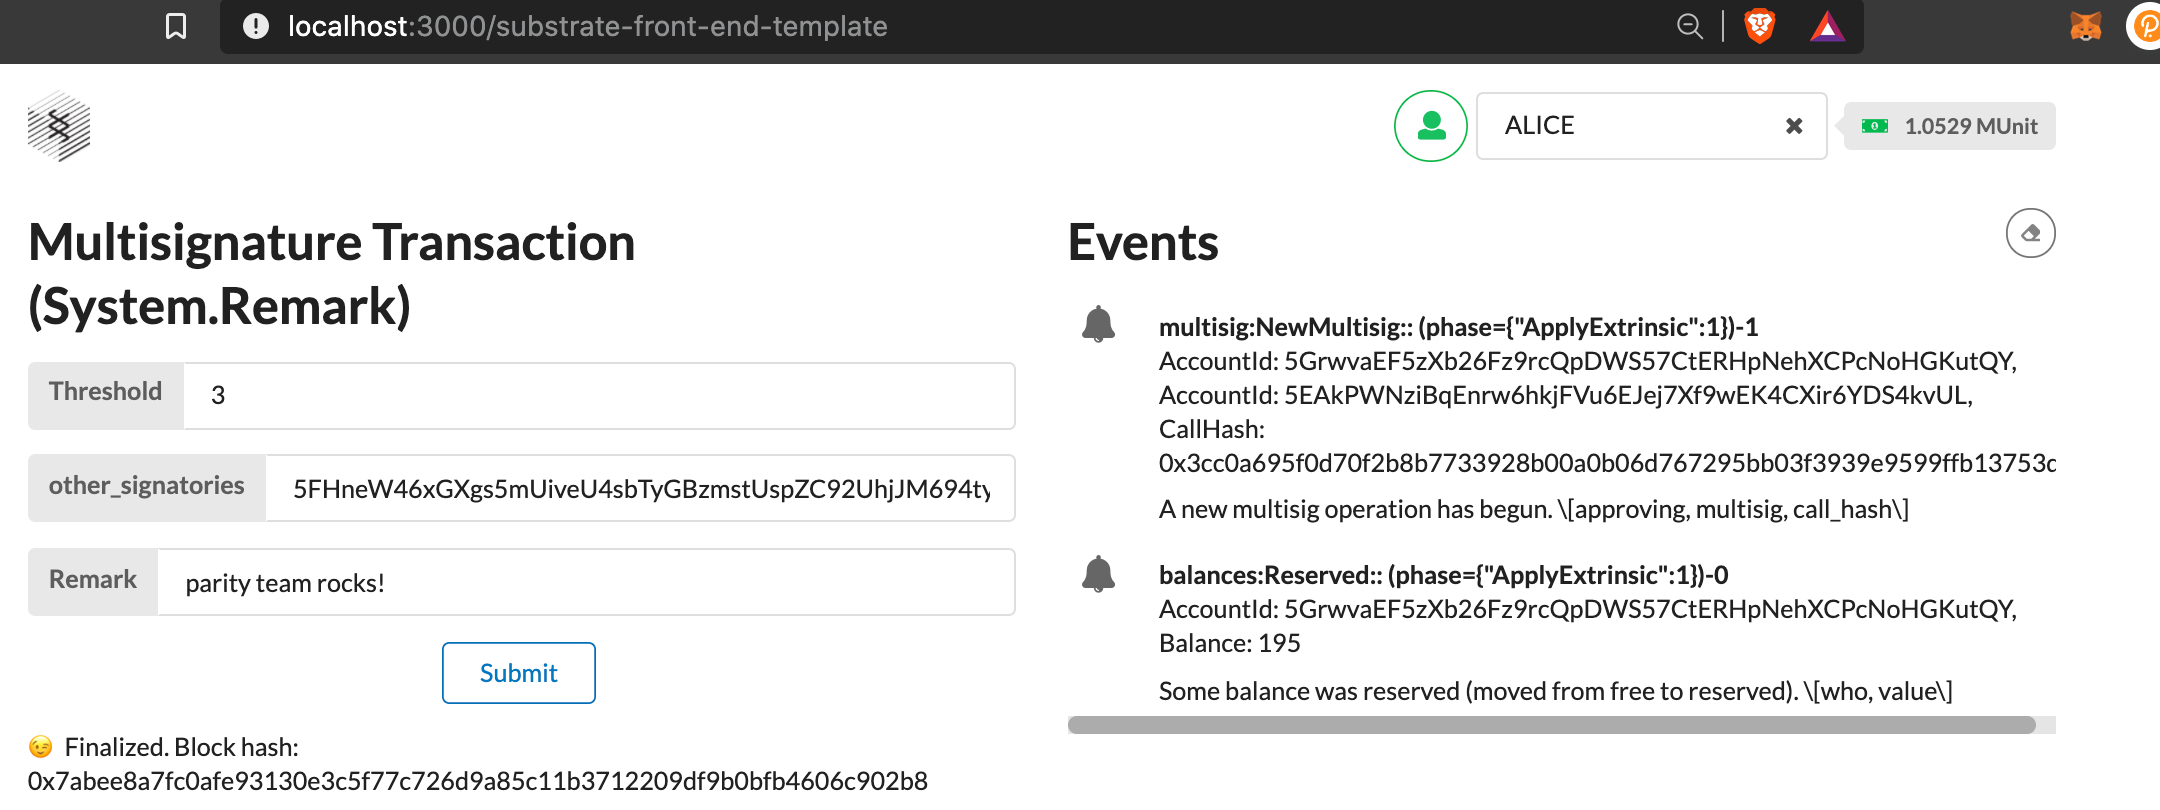 localhost:3000/substrate-front-end-template
ALICE
1.0529 MUnit
Multisignature Transaction
(System.Remark)
Threshold
3
other_signatories
5FHneW46xGXgs5mUiveU4sbTyGBzmstUspZC92UhjJM694ty
Remark
parity team rocks!
Submit
😉 Finalized. Block hash:
0x7abee8a7fc0afe93130e3c5f77c726d9a85c11b3712209df9b0bfb4606c902b8
Events
multisig:NewMultisig:: (phase={"ApplyExtrinsic":1})-1
AccountId: 5GrwvaEF5zXb26Fz9rcQpDWS57CtERHpNehXCPcNoHGKutQY,
AccountId: 5EAkPWNziBqEnrw6hkjFVu6EJej7Xf9wEK4CXir6YDS4kvUL,
CallHash:
0x3cc0a695f0d70f2b8b7733928b00a0b06d767295bb03f3939e9599ffb13753c
A new multisig operation has begun. \[approving, multisig, call_hash\]
balances:Reserved:: (phase={"ApplyExtrinsic":1})-0
AccountId: 5GrwvaEF5zXb26Fz9rcQpDWS57CtERHpNehXCPcNoHGKutQY,
Balance: 195
Some balance was reserved (moved from free to reserved). \[who, value\]